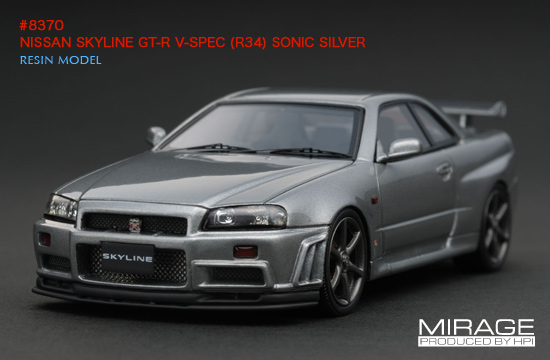 #8370
NISSAN SKYLINE GT-R V-SPEC (R34) SONIC SILVER
RESIN MODEL
SKYLINE
MIRAGE
PRODUCED BY HPI